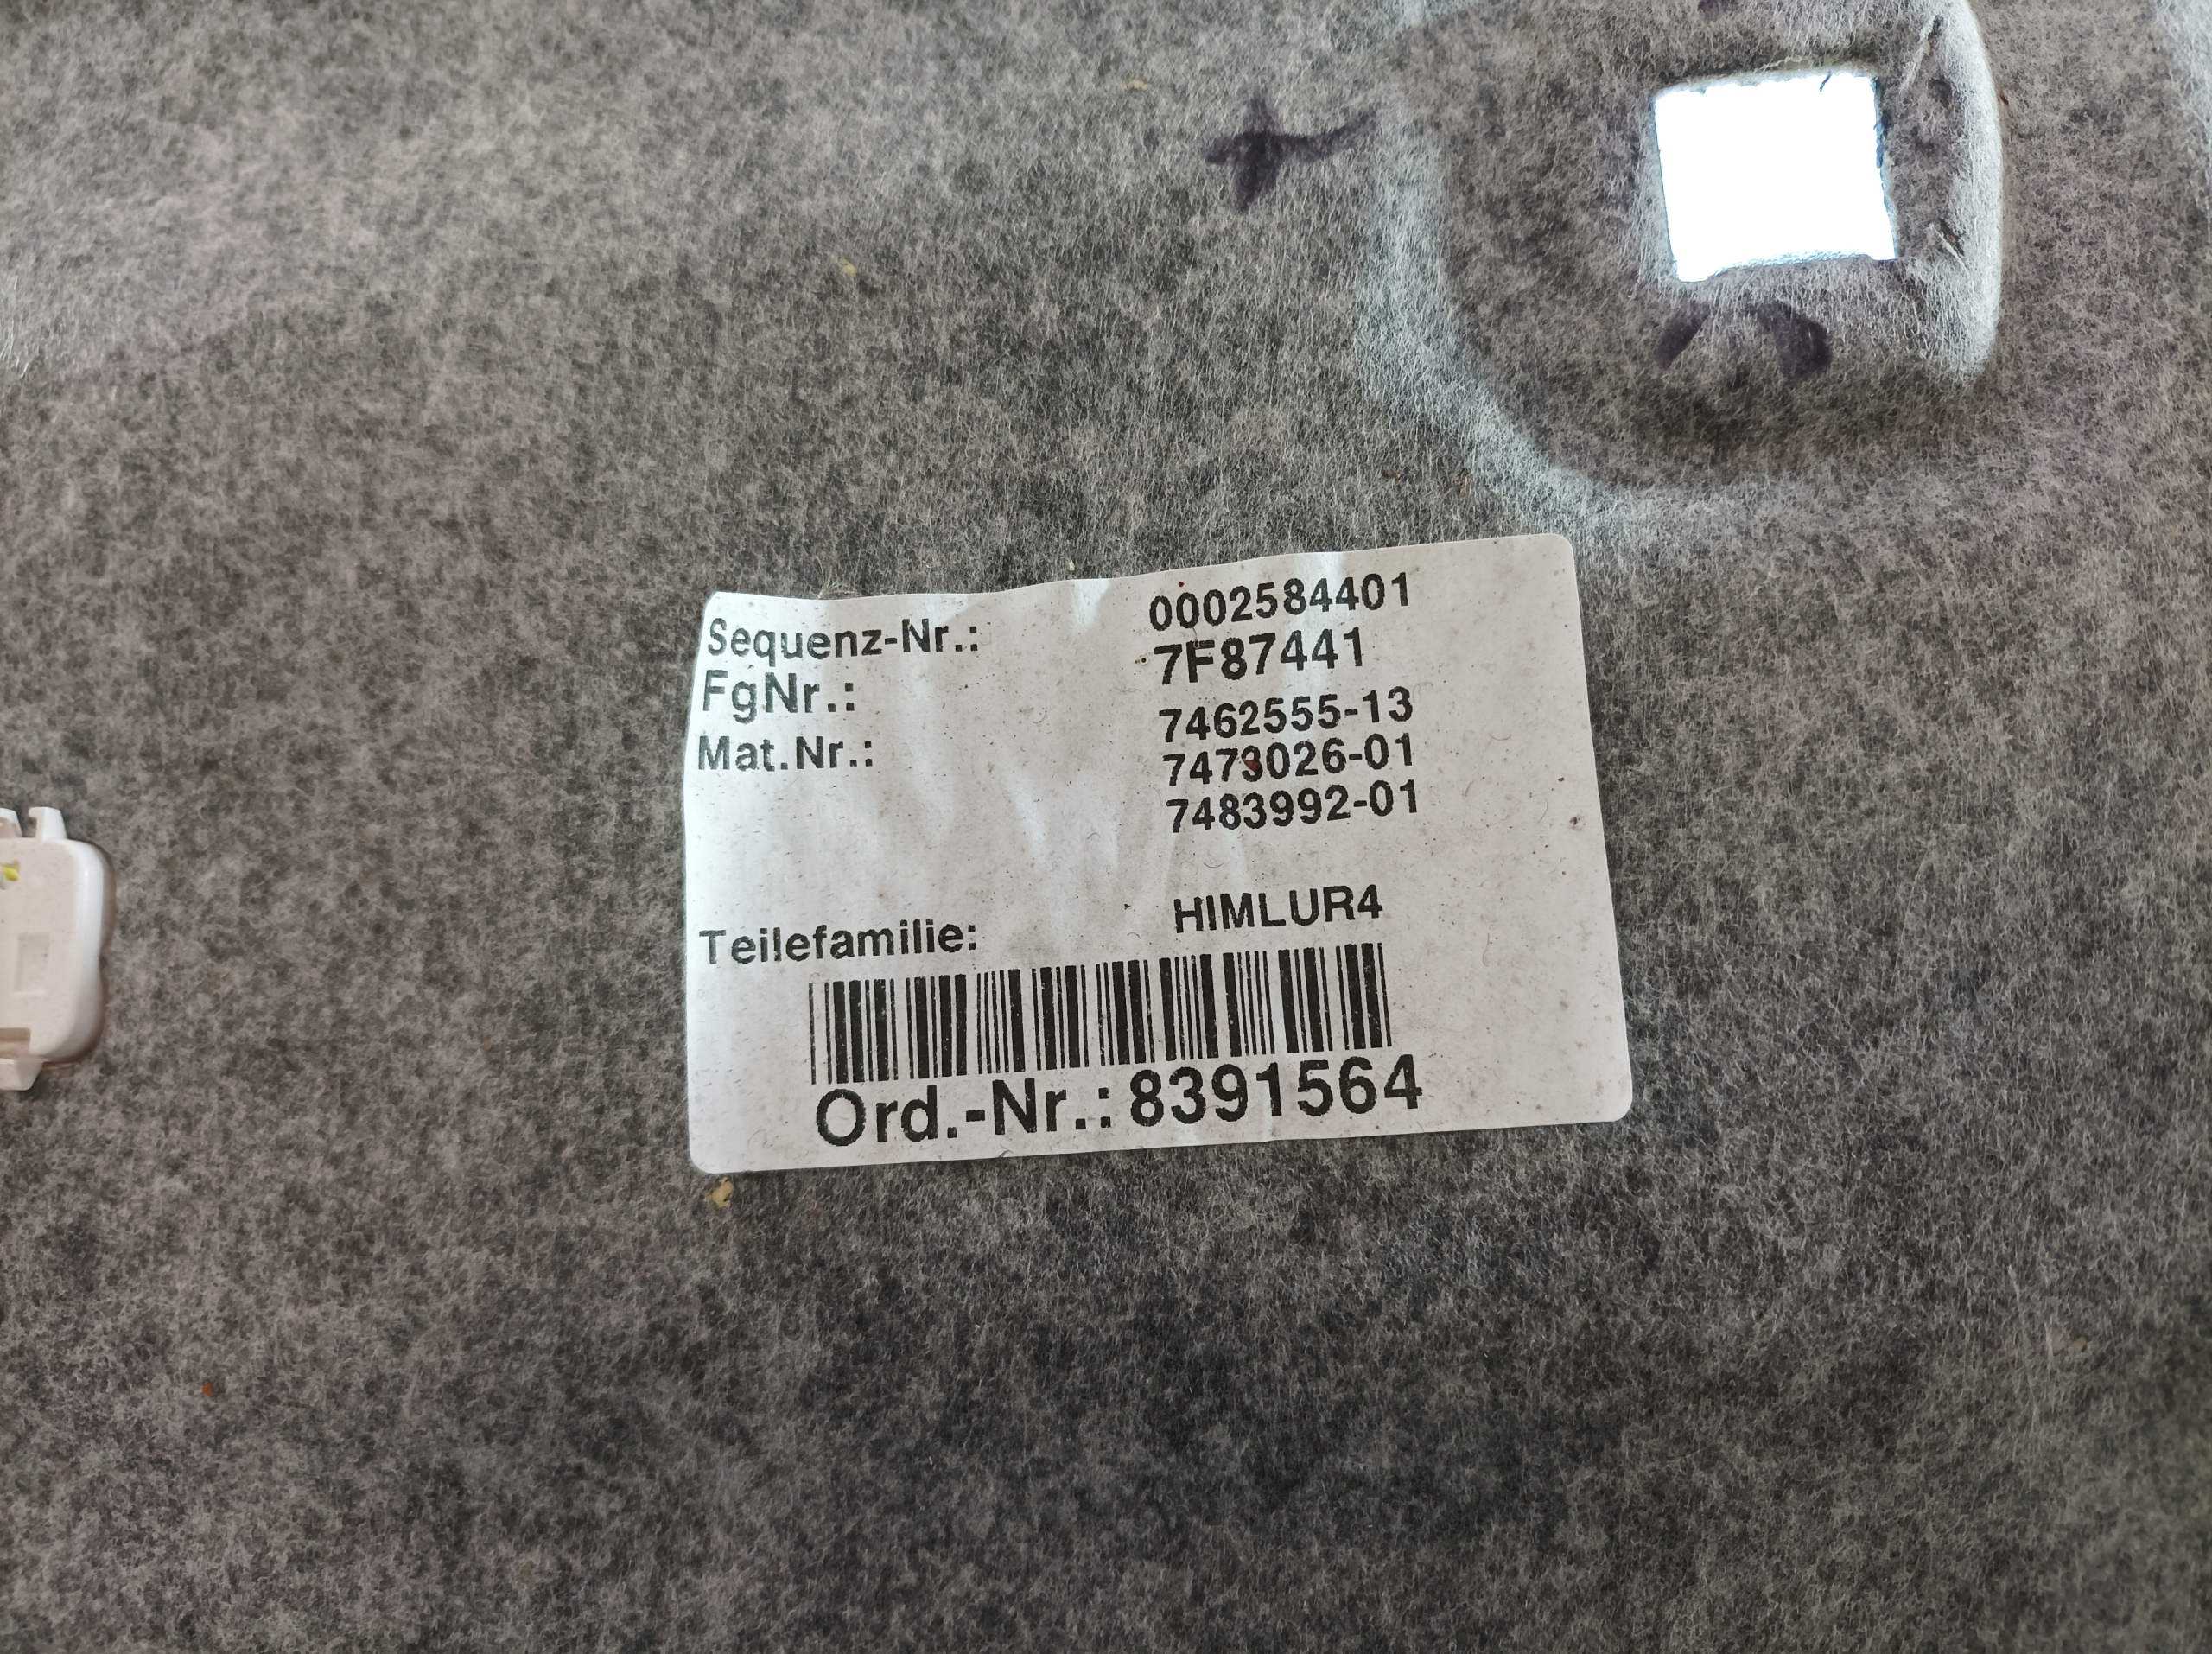 Sequenz-Nr.: 0002584401
FgNr.: 7F87441
Mat.Nr.: 7462555-13
7473026-01
7483992-01
Teilefamilie: HIMLUR4
Ord.-Nr.: 8391564